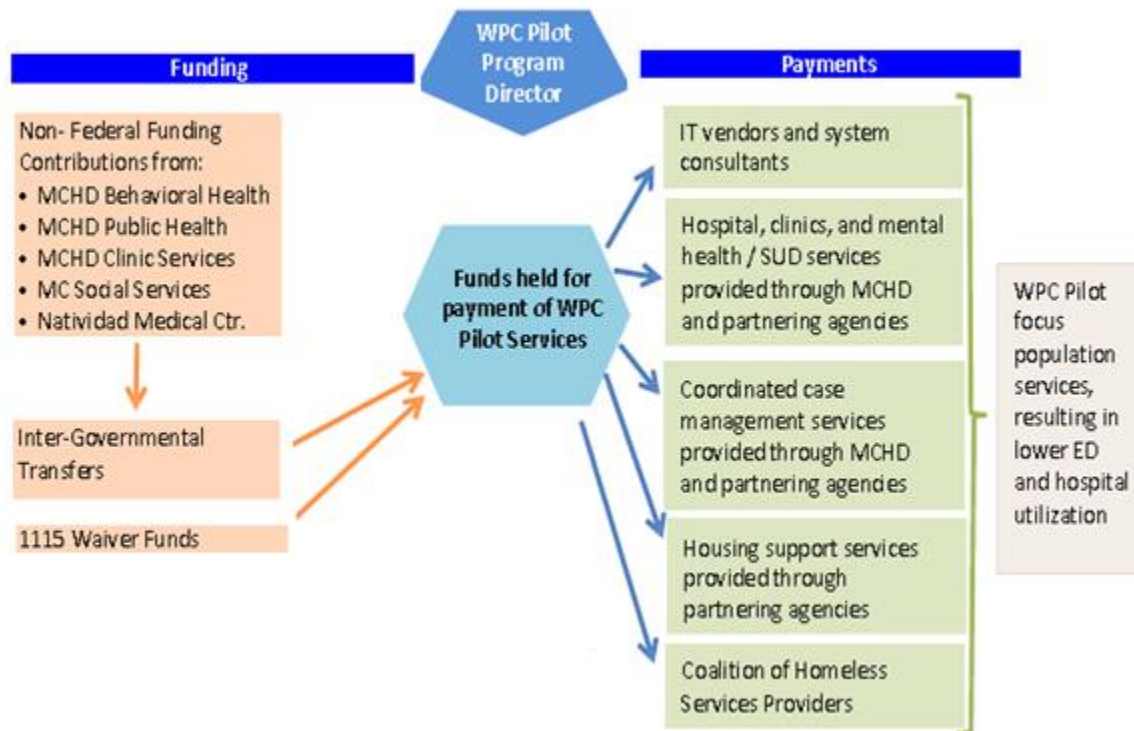 WPC Pilot
Program
Director
Funding
Payments
Non- Federal Funding
Contributions from:
• MCHD Behavioral Health
• MCHD Public Health
• MCHD Clinic Services
• MC Social Services
• Natividad Medical Ctr.
Inter-Governmental
Transfers
1115 Waiver Funds
Funds held for
payment of WPC
Pilot Services
IT vendors and system
consultants
Hospital, clinics, and mental
health / SUD services
provided through MCHD
and partnering agencies
Coordinated case
management services
provided through MCHD
and partnering agencies
Housing support services
provided through
partnering agencies
Coalition of Homeless
Services Providers
WPC Pilot
focus
population
services,
resulting in
lower ED
and hospital
utilization